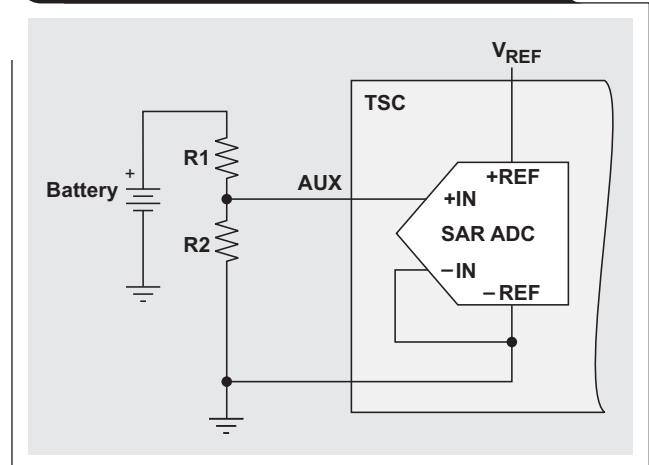 VREF
TSC
R1
+REF
Battery
+
AUX
+IN
SAR ADC
R2
–IN
–REF